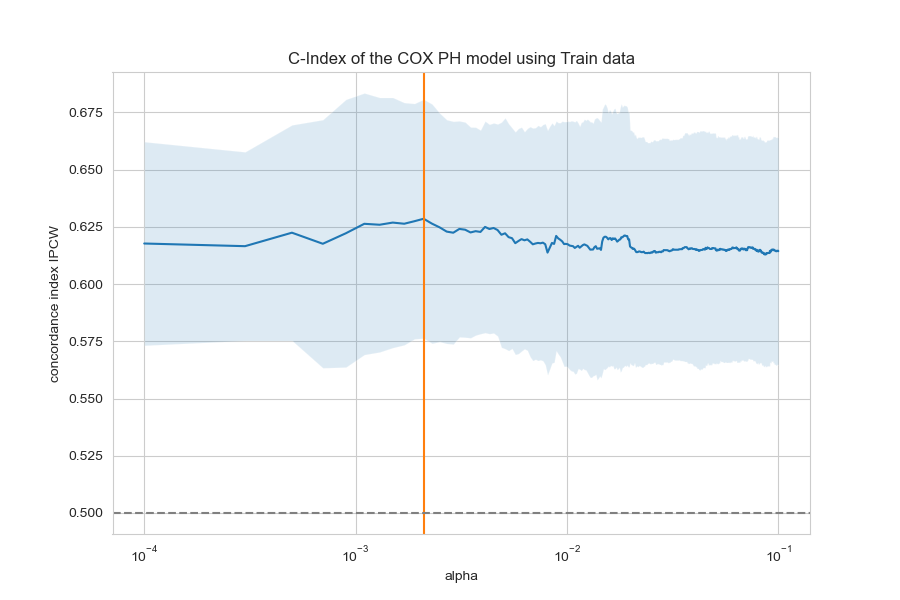 C-Index of the COX PH model using Train data
concordance index IPCW
0.675
0.650
0.625
0.600
0.575
0.550
0.525
0.500
10⁻⁴ 10⁻³ 10⁻² 10⁻¹
alpha